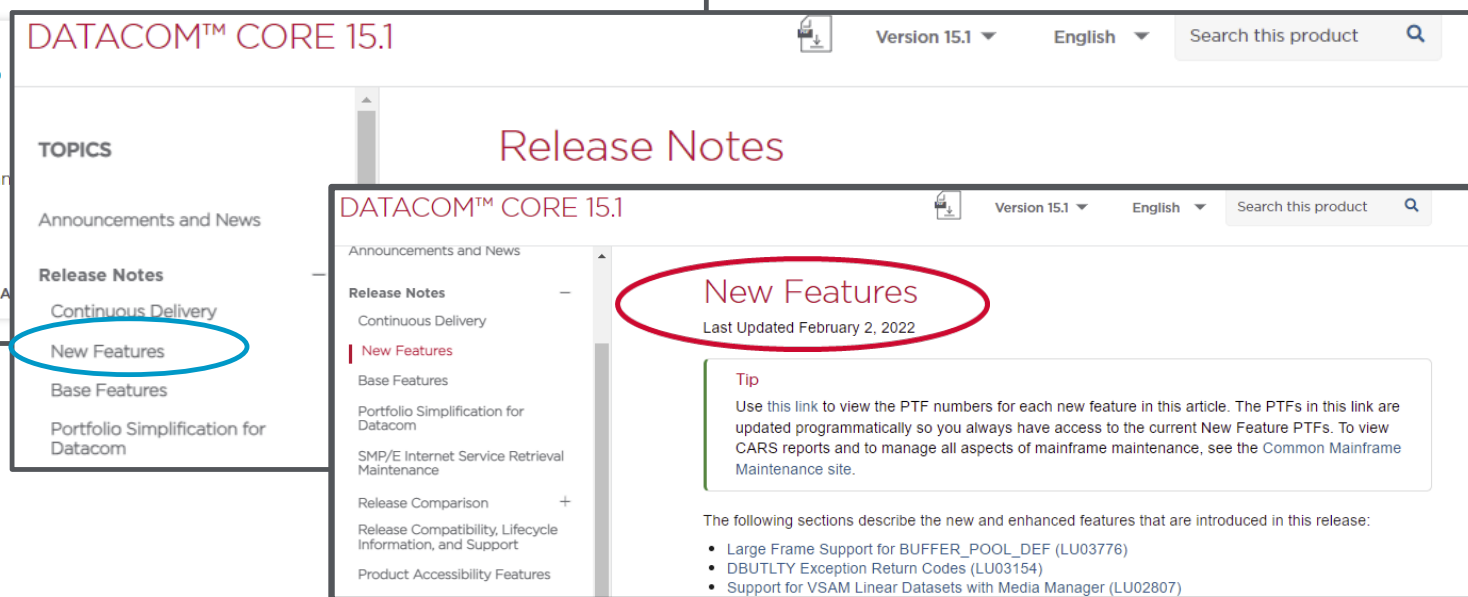 DATACOM™ CORE 15.1
Version 15.1
English
Search this product
TOPICS
Announcements and News
Release Notes
Continuous Delivery
New Features
Base Features
Portfolio Simplification for
Datacom
Release Notes
DATACOM™ CORE 15.1
Version 15.1
English
Search this product
Announcements and News
Release Notes
Continuous Delivery
New Features
Base Features
Portfolio Simplification for
Datacom
SMP/E Internet Service Retrieval
Maintenance
Release Comparison
Release Compatibility, Lifecycle
Information, and Support
Product Accessibility Features
New Features
Last Updated February 2, 2022
Tip
Use this link to view the PTF numbers for each new feature in this article. The PTFs in this link are
updated programmatically so you always have access to the current New Feature PTFs. To view
CARS reports and to manage all aspects of mainframe maintenance, see the Common Mainframe
Maintenance site.
The following sections describe the new and enhanced features that are introduced in this release:
• Large Frame Support for BUFFER_POOL_DEF (LU03776)
• DBUTLTY Exception Return Codes (LU03154)
• Support for VSAM Linear Datasets with Media Manager (LU02807)